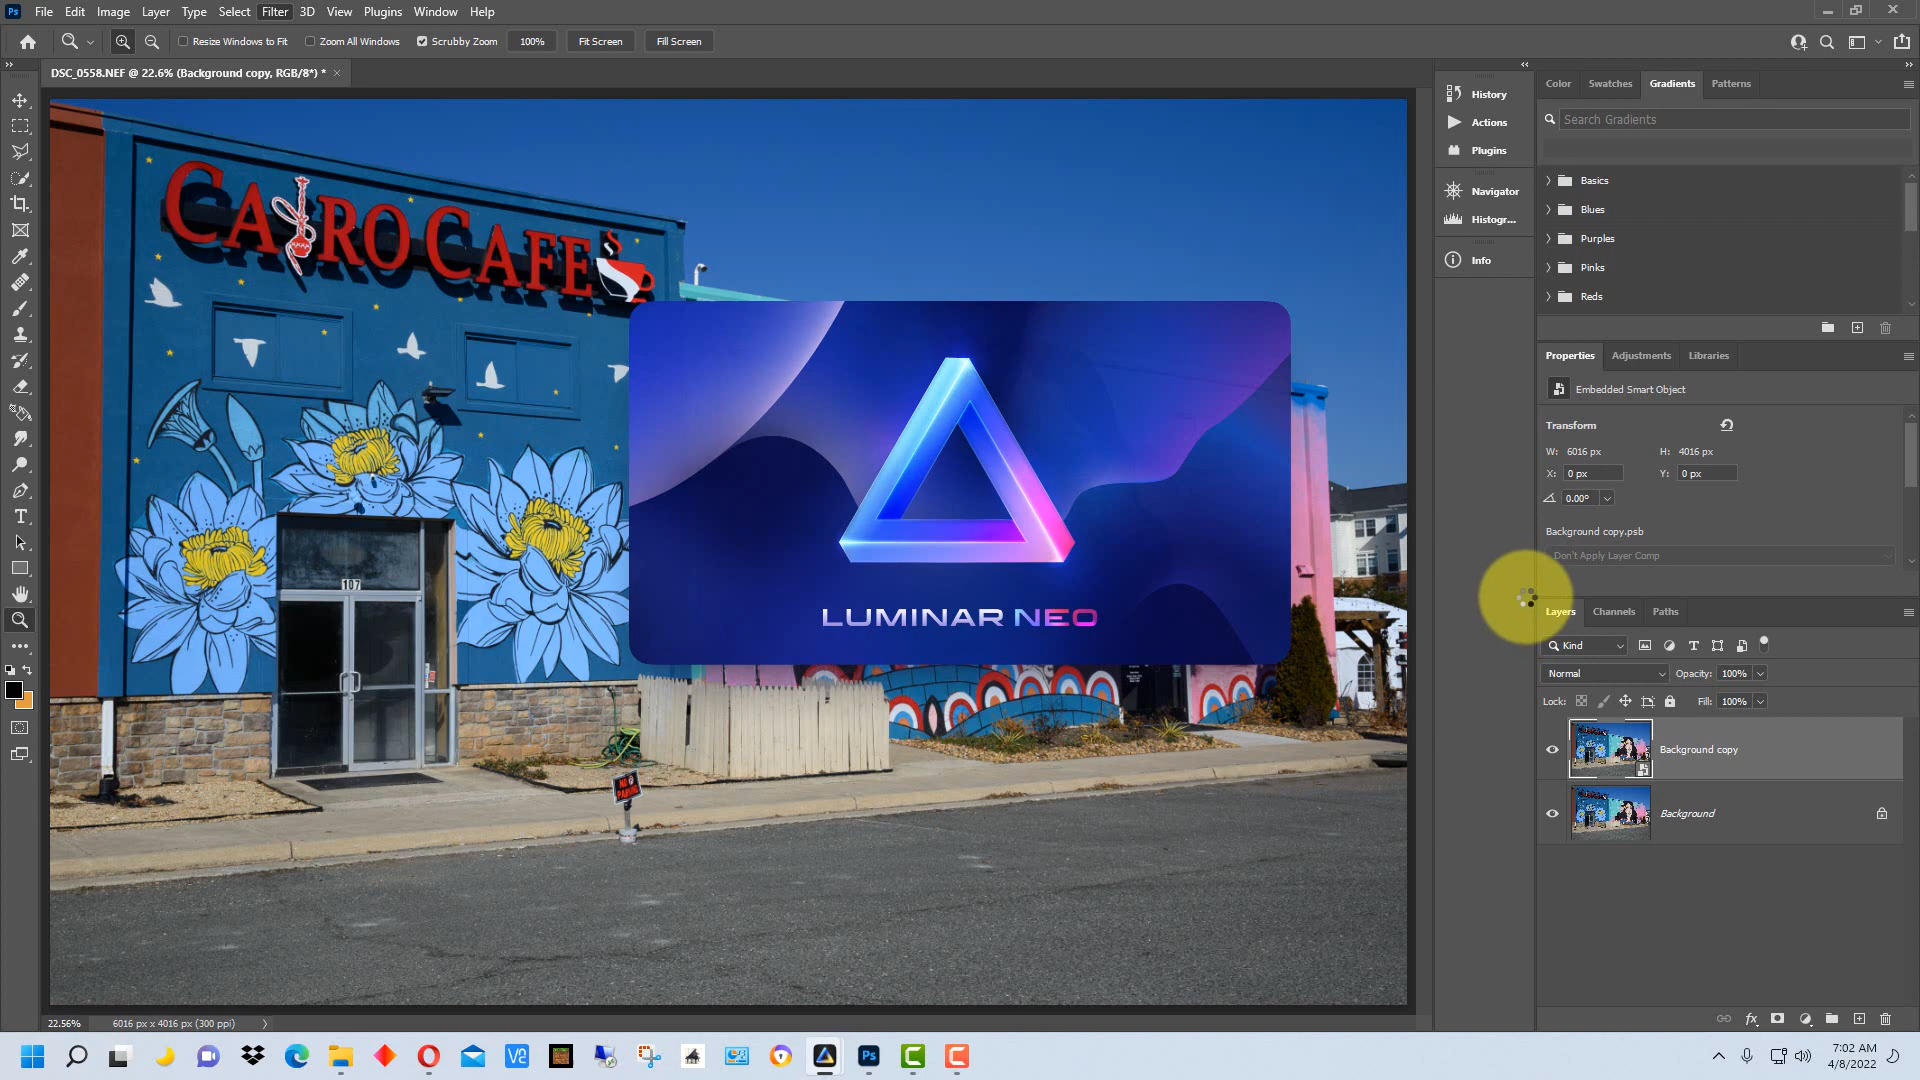 Ps File Edit Image Layer Type Select Filter 3D View Plugins Window Help
Resize Windows to Fit Zoom All Windows Scrubby Zoom 100% Fit Screen Fill Screen
DSC_0558.NEF @ 22.6% (Background copy, RGB/8*) *
History
Actions
Plugins
Navigator
Histogr...
Info
Color Swatches Gradients Patterns
Search Gradients
Basics
Blues
Purples
Pinks
Reds
Properties Adjustments Libraries
Embedded Smart Object
Transform
W: 6016 px H: 4016 px
X: 0 px Y: 0 px
0.00°
Background copy.psb
Don't Apply Layer Comp
Layers Channels Paths
Kind
Normal Opacity: 100%
Lock: Fill: 100%
Background copy
Background
CAIRO CAFE
107
NO
PARKING
LUMINAR NEO
22.56% 6016 px x 4016 px (300 ppi)
Ps
7:02 AM
4/8/2022